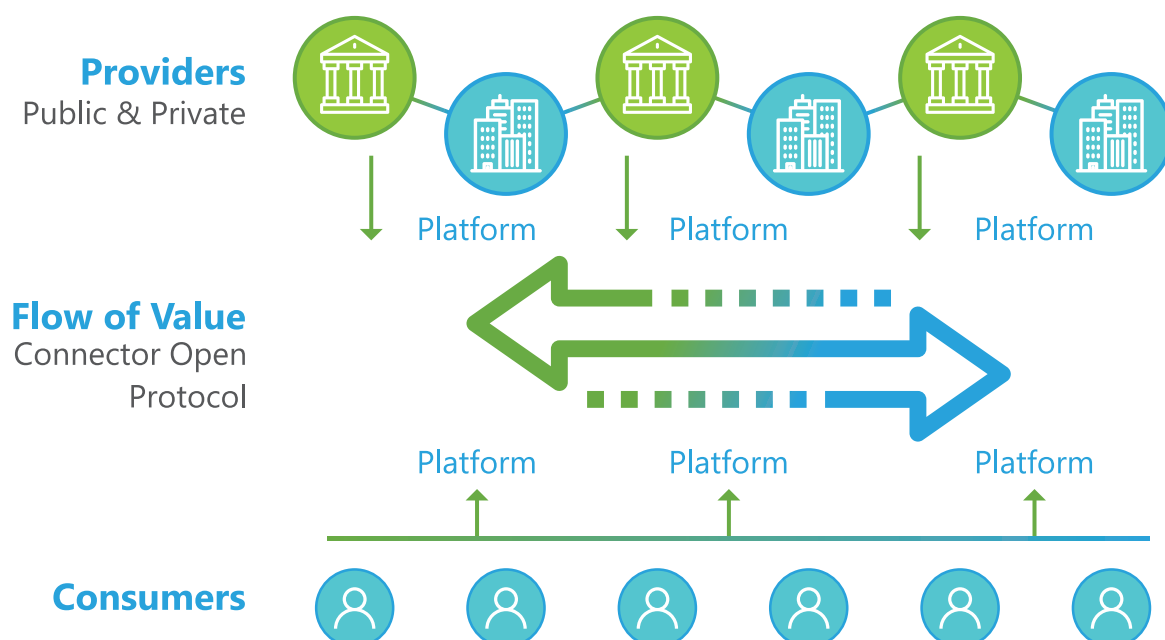 Providers
Public & Private
Platform
Platform
Platform
Flow of Value
Connector Open
Protocol
Platform
Platform
Platform
Consumers